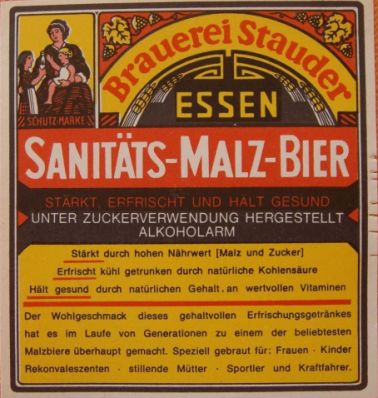 Brauerei Stauder
ESSEN
SCHUTZ-MARKE
SANITÄTS-MALZ-BIER
STÄRKT, ERFRISCHT UND HÄLT GESUND
UNTER ZUCKERVERWENDUNG HERGESTELLT
ALKOHOLARM
Stärkt durch hohen Nährwert [Malz und Zucker]
Erfrischt kühl getrunken durch natürliche Kohlensäure
Hält gesund durch natürlichen Gehalt an wertvollen Vitaminen
Der Wohlgeschmack dieses gehaltvollen Erfrischungsgetränkes
hat es im Laufe von Generationen zu einem der beliebtesten
Malzbiere überhaupt gemacht. Speziell gebraut für: Frauen · Kinder
Rekonvaleszenten · stillende Mütter · Sportler und Kraftfahrer.